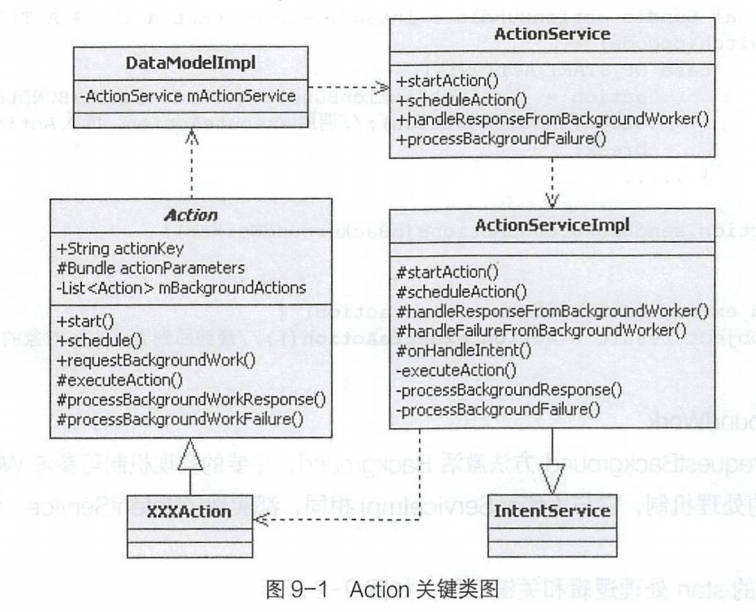 DataModelImpl
-ActionService mActionService
ActionService
+startAction()
+scheduleAction()
+handleResponseFromBackgroundWorker()
+processBackgroundFailure()
Action
+String actionKey
#Bundle actionParameters
-List<Action> mBackgroundActions
+start()
+schedule()
+requestBackgroundWork()
#executeAction()
#processBackgroundWorkResponse()
#processBackgroundWorkFailure()
ActionServiceImpl
#startAction()
#scheduleAction()
#handleResponseFromBackgroundWorker()
#handleFailureFromBackgroundWorker()
#onHandleIntent()
-executeAction()
-processBackgroundResponse()
-processBackgroundFailure()
XXXAction
IntentService
图 9-1 Action 关键类图